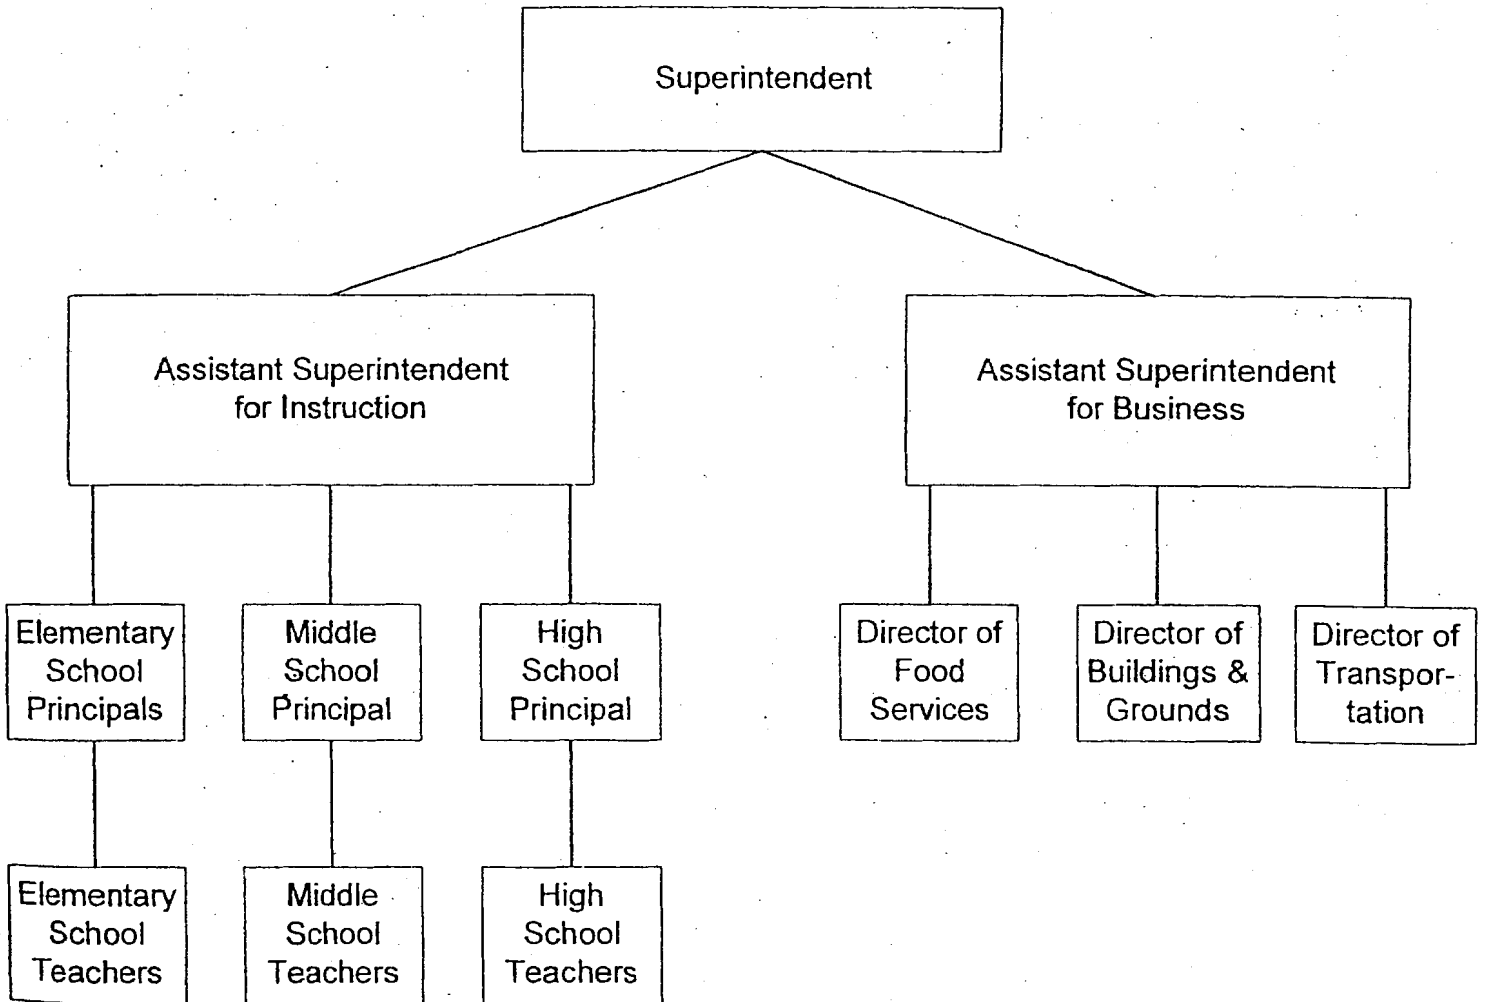 Superintendent
Assistant Superintendent
for Instruction
Assistant Superintendent
for Business
Elementary
School
Principals
Middle
School
Principal
High
School
Principal
Director of
Food
Services
Director of
Buildings &
Grounds
Director of
Transpor-
tation
Elementary
School
Teachers
Middle
School
Teachers
High
School
Teachers